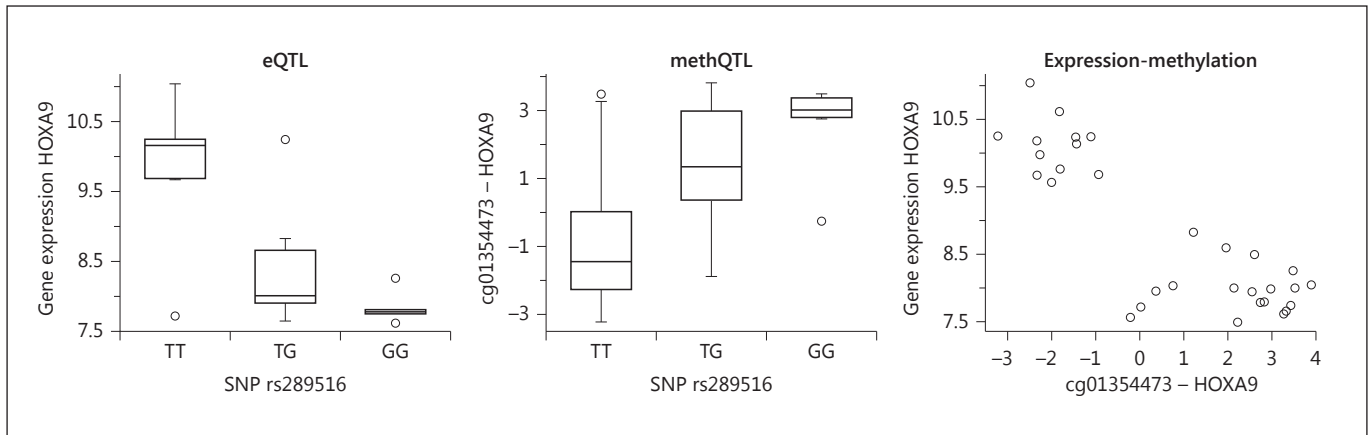 eQTL
Gene expression HOXA9
10.5
9.5
8.5
7.5
TT TG GG
SNP rs289516
methQTL
cg01354473 – HOXA9
3
1
–1
–3
TT TG GG
SNP rs289516
Expression-methylation
Gene expression HOXA9
10.5
9.5
8.5
7.5
–3 –2 –1 0 1 2 3 4
cg01354473 – HOXA9